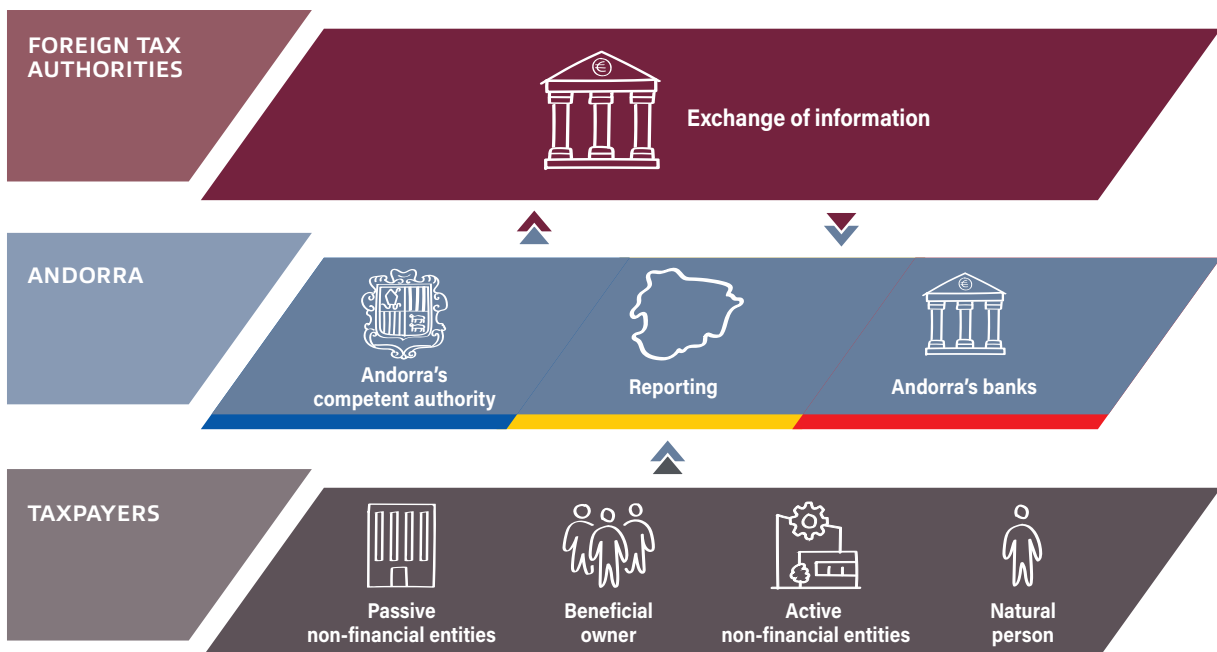 FOREIGN TAX
AUTHORITIES
€
Exchange of information
ANDORRA
€
Andorra's
competent authority
Reporting
Andorra's banks
TAXPAYERS
Passive
non-financial entities
Beneficial
owner
Active
non-financial entities
Natural
person